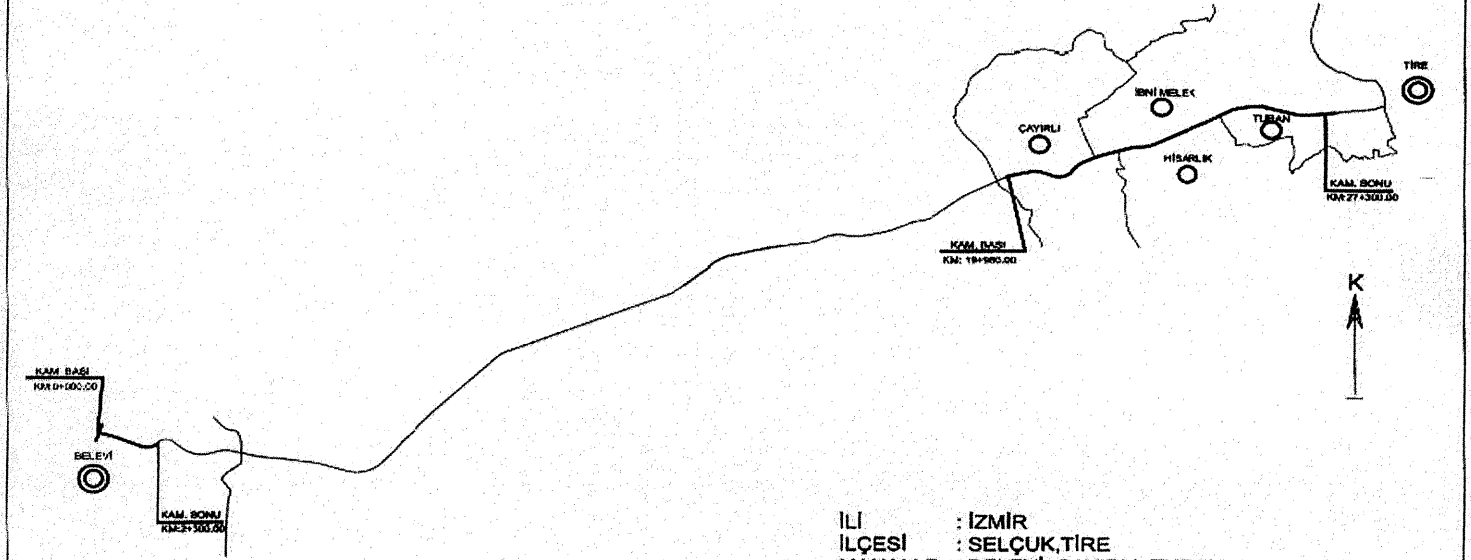 TİRE
İBNİ MELEK
ÇAYIRLI
TURAN
HİSARLIK
KAM. SONU
KM:27+300.00
KAM. BAŞI
KM: 19+980.00
K
KAM. BAŞI
KM:0+000.00
BELEVİ
KAM. SONU
KM:2+300.00
İLİ : İZMİR
İLÇESİ : SELÇUK,TİRE